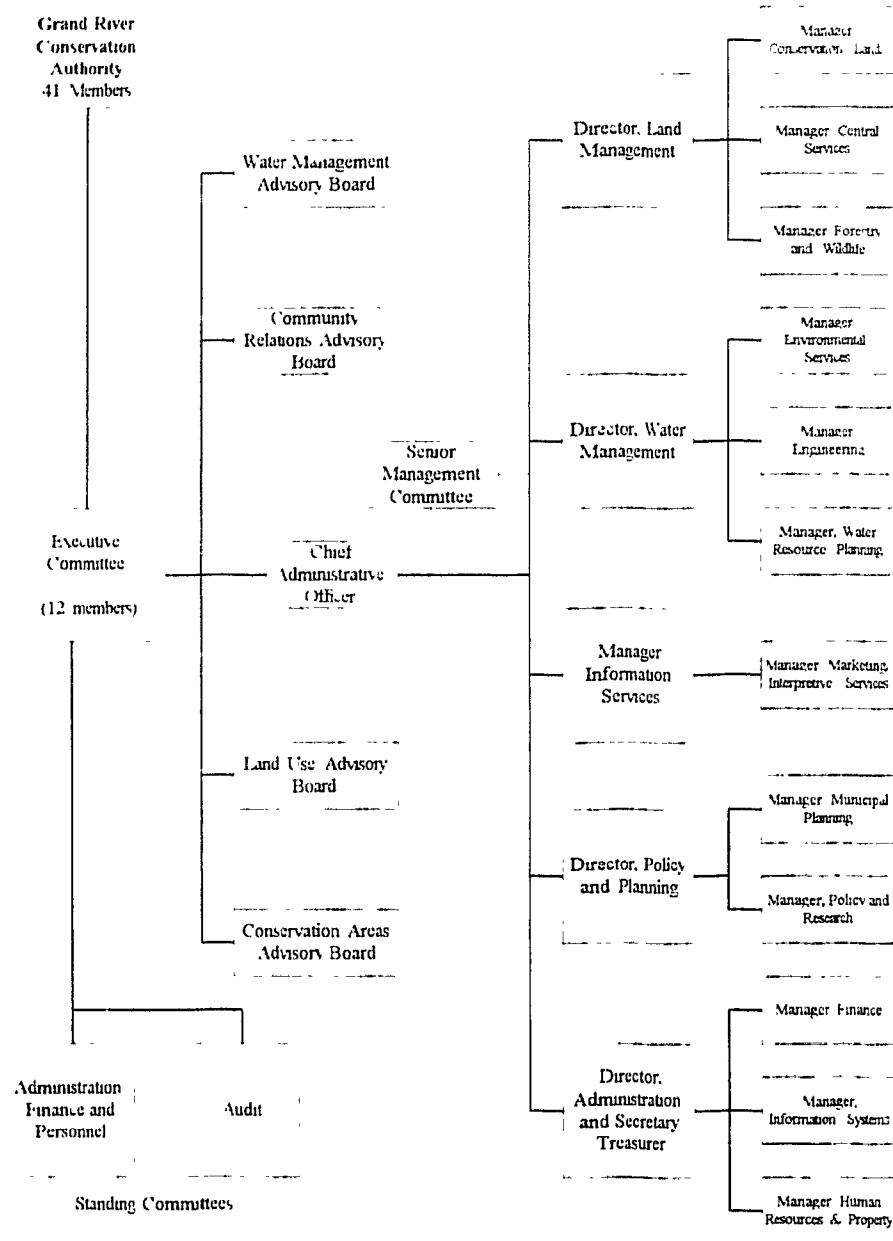 Grand River
Conservation
Authority
41 Members
Executive
Committee
(12 members)
Administration
Finance and
Personnel
Audit
Standing Committees
Water Management
Advisory Board
Community
Relations Advisory
Board
Chief
Administrative
Officer
Land Use Advisory
Board
Conservation Areas
Advisory Board
Senior
Management
Committee
Director, Land
Management
Manager
Conservation Land
Manager Central
Services
Manager Forestry
and Wildlife
Director, Water
Management
Manager
Environmental
Services
Manager
Engineering
Manager, Water
Resource Planning
Manager
Information
Services
Manager Marketing,
Interpretive Services
Director, Policy
and Planning
Manager Municipal
Planning
Manager, Policy and
Research
Director,
Administration
and Secretary
Treasurer
Manager Finance
Manager,
Information Systems
Manager Human
Resources & Property